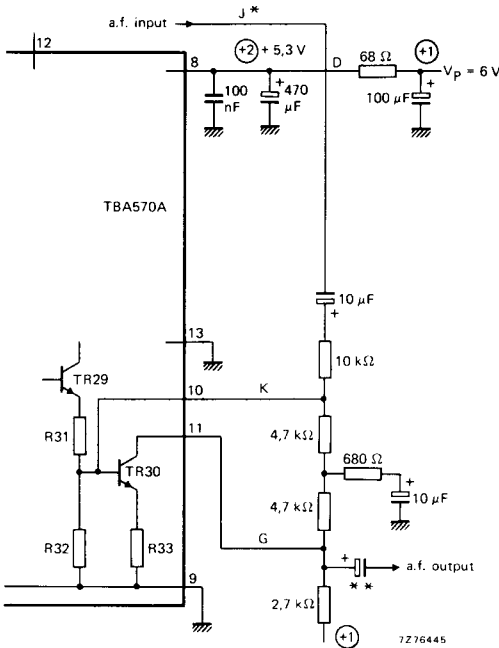 a.f. input
J *
12
8
+2 + 5,3 V
D
68 Ω
+1
VP = 6 V
100 nF
+
470 μF
100 μF
+
TBA570A
10 μF
+
13
10 kΩ
TR29
10
K
11
R31
4,7 kΩ
680 Ω
TR30
+
10 μF
4,7 kΩ
R32
R33
G
9
+
a.f. output
* *
2,7 kΩ
+1
7Z76445